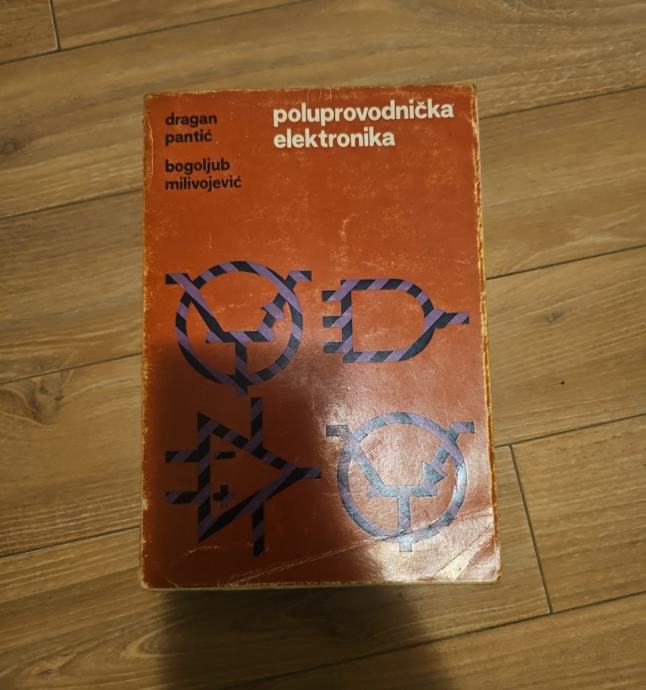 dragan
pantić
bogoljub
milivojević
poluprovodnička
elektronika